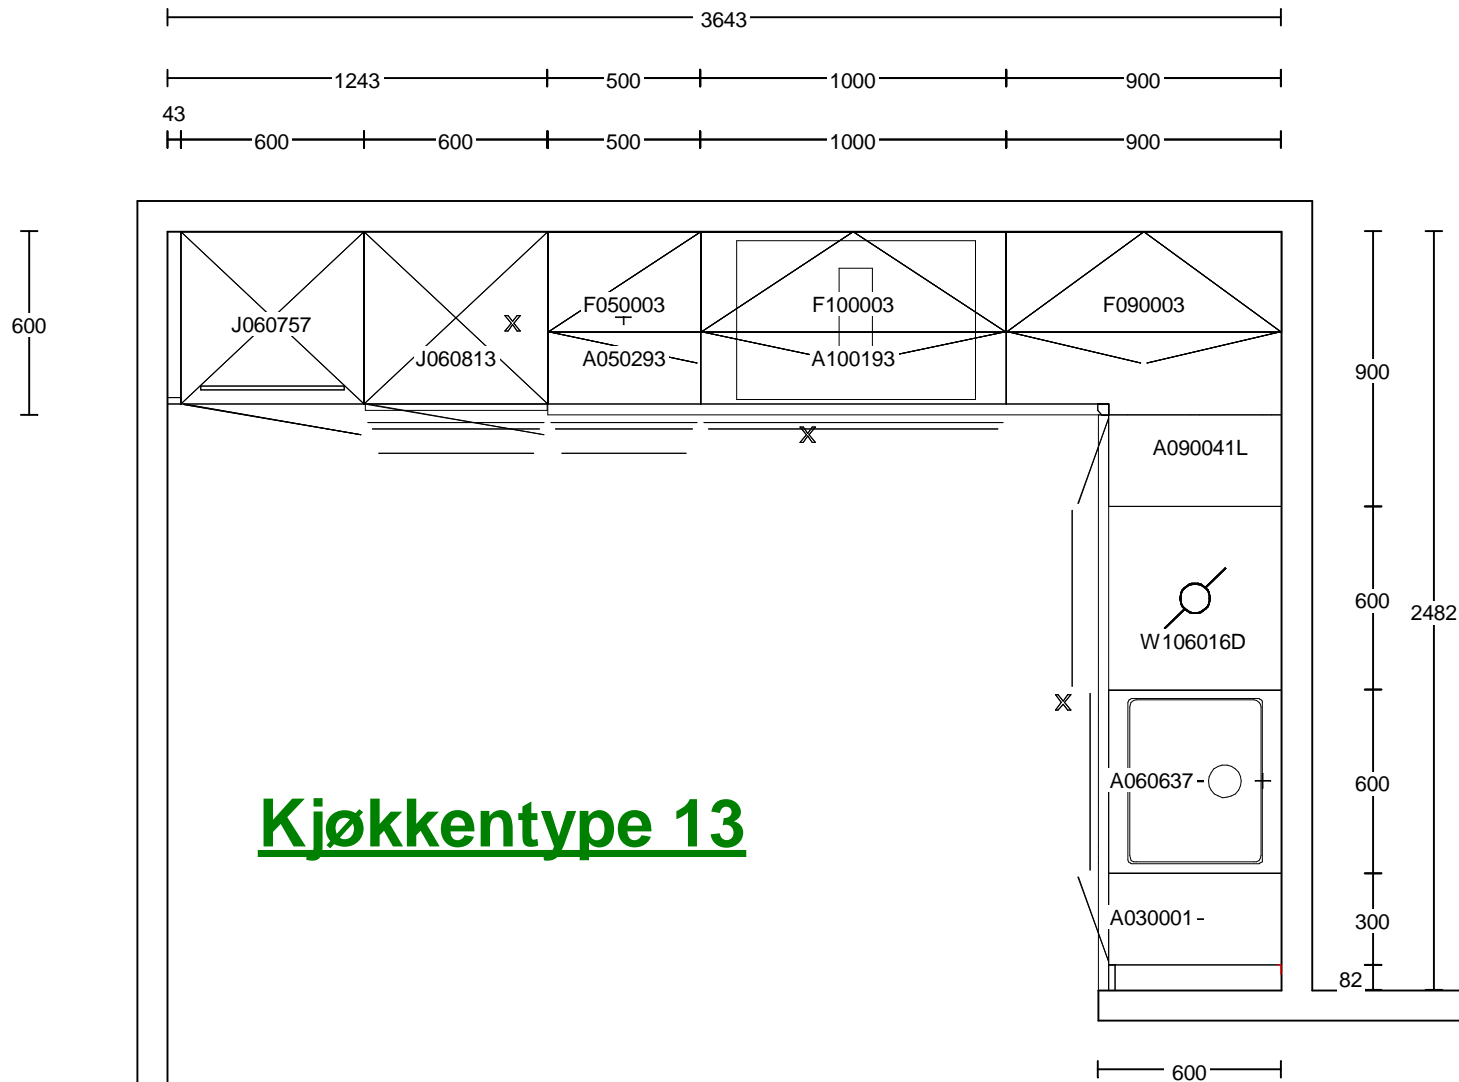 3643
1243 500 1000 900
43
600 600 500 1000 900
F050003 F100003 F090003
J060757 X
600
J060813 A050293 A100193
900
X
A090041L
600
2482
W106016D
X
A060637
600
Kjøkkentype 13
A030001
300
82
600